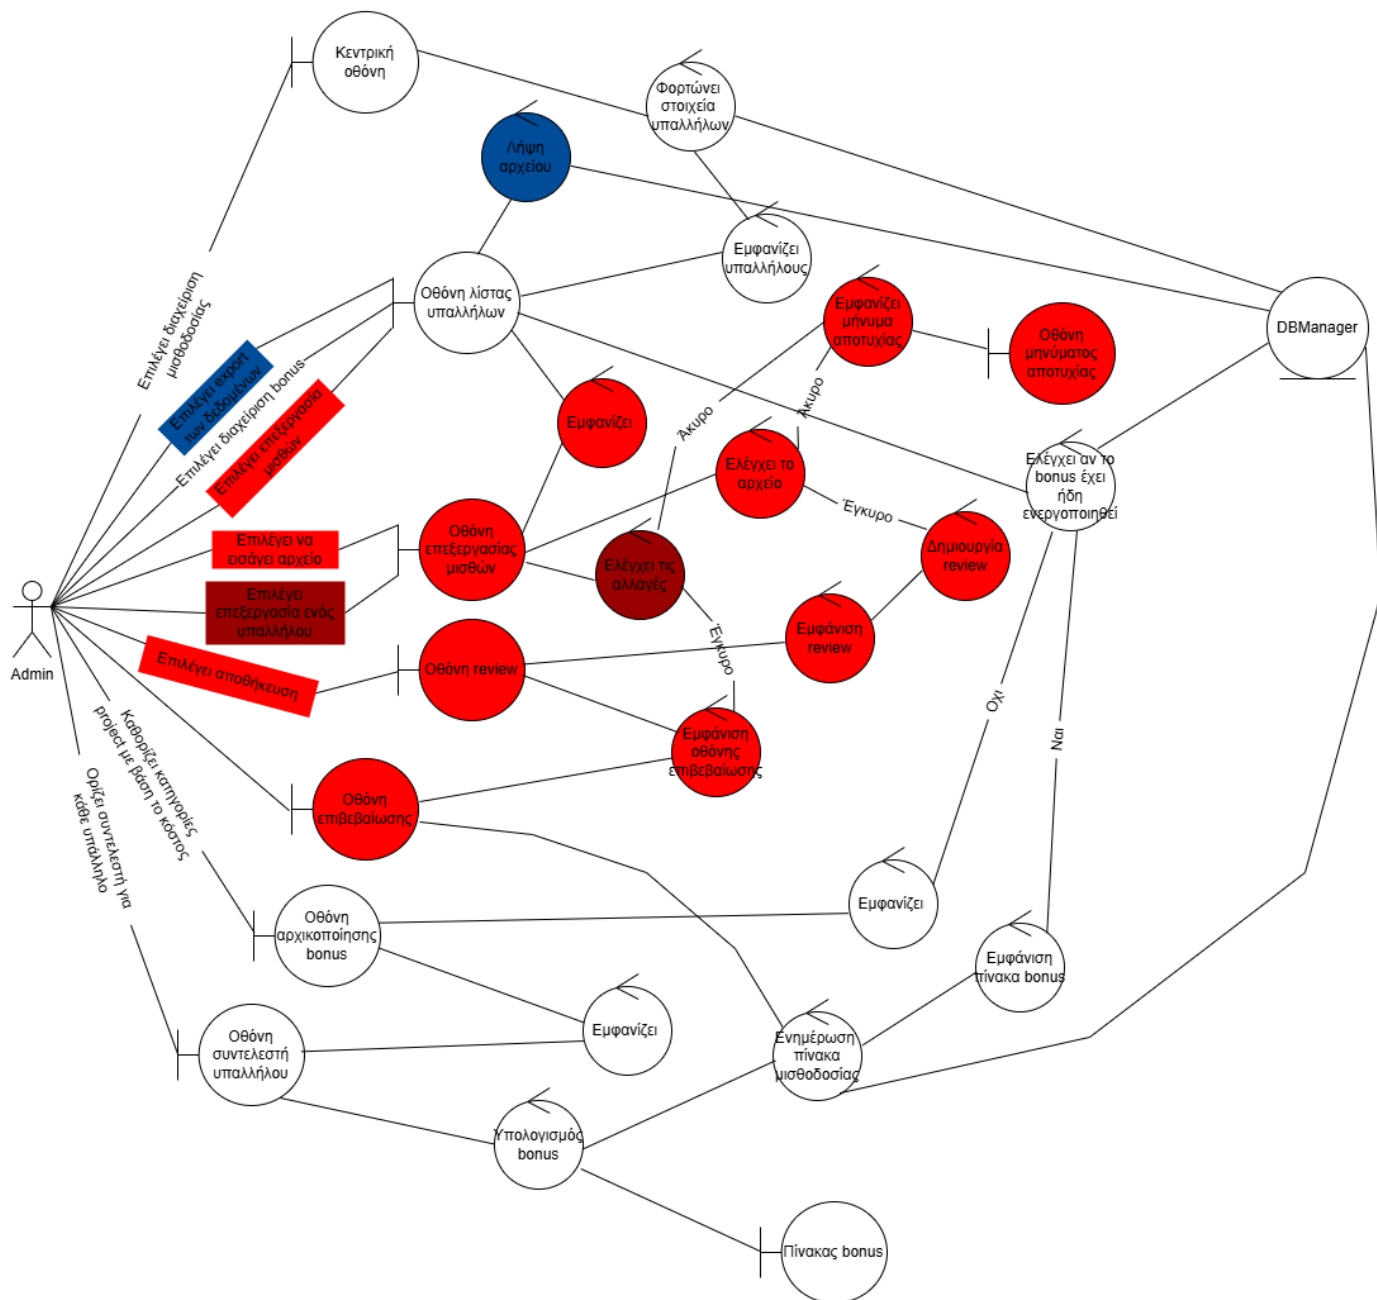 Κεντρική
οθόνη
Φορτώνει
στοιχεία
υπαλλήλων
Λήψη
αρχείου
Εμφανίζει
υπαλλήλους
Οθόνη λίστας
υπαλλήλων
Επιλέγει διαχείριση
μισθοδοσίας
Επιλέγει export
των δεδομένων
Επιλέγει διαχείριση bonus
Επιλέγει επεξεργασία
μισθών
Εμφανίζει
μήνυμα
αποτυχίας
Οθόνη
μηνύματος
αποτυχίας
DBManager
Άκυρο
Άκυρο
Εμφανίζει
Ελέγχει το
αρχείο
Ελέγχει αν το
bonus έχει
ήδη
ενεργοποιηθεί
Έγκυρο
Επιλέγει να
εισάγει αρχείο
Οθόνη
επεξεργασίας
μισθών
Ελέγχει τις
αλλαγές
Δημιουργία
review
Επιλέγει
επεξεργασία ενός
υπαλλήλου
Admin
Επιλέγει αποθήκευση
Οθόνη review
Έγκυρο
Εμφάνιση
review
Καθορίζει κατηγορίες
project με βάση το κόστος
Ορίζει συντελεστή για
κάθε υπάλληλο
Εμφάνιση
οθόνης
επιβεβαίωσης
Οχι
Ναι
Οθόνη
επιβεβαίωσης
Οθόνη
αρχικοποίησης
bonus
Εμφανίζει
Εμφάνιση
πίνακα bonus
Οθόνη
συντελεστή
υπαλλήλου
Εμφανίζει
Ενημέρωση
πίνακα
μισθοδοσίας
Υπολογισμός
bonus
Πίνακας bonus